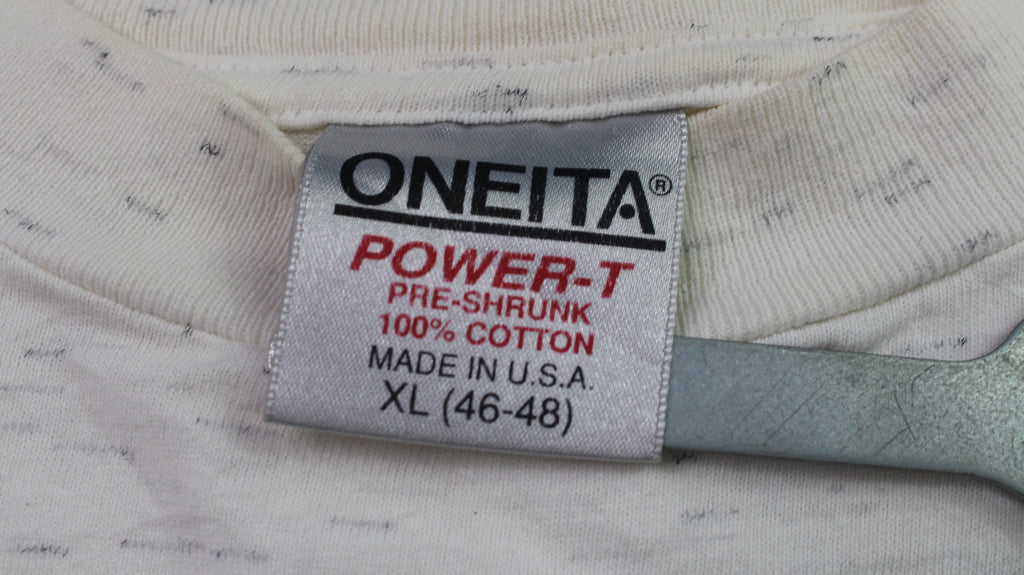 ONEITA®
POWER-T
PRE-SHRUNK
100% COTTON
MADE IN U.S.A.
XL (46-48)